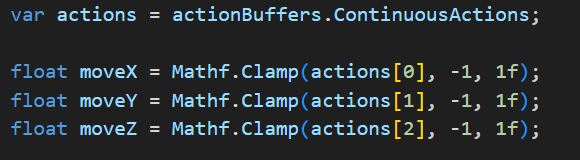 var actions = actionBuffers.ContinuousActions;
float moveX = Mathf.Clamp(actions[0], -1, 1f);
float moveY = Mathf.Clamp(actions[1], -1, 1f);
float moveZ = Mathf.Clamp(actions[2], -1, 1f);